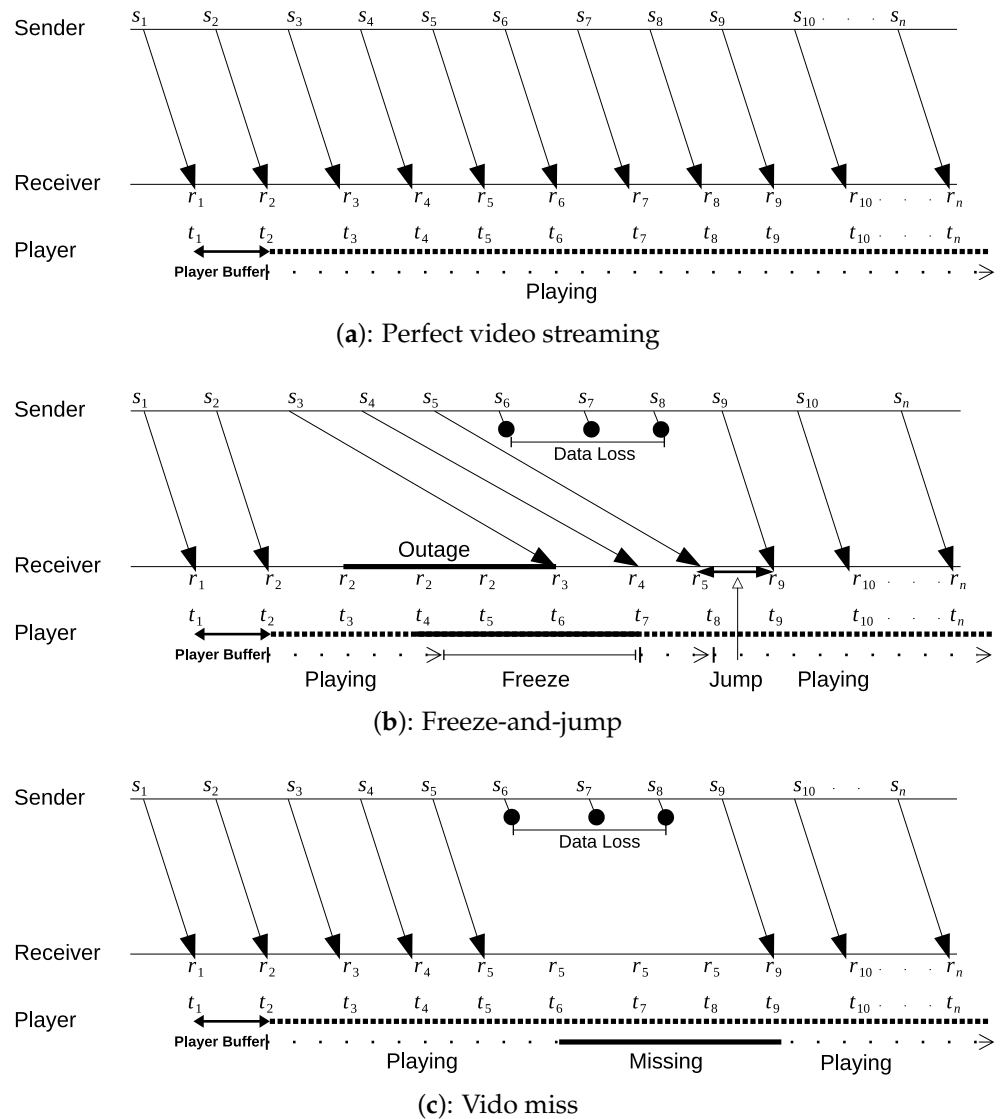 s1 s2 s3 s4 s5 s6 s7 s8 s9 s10 · · · sn
Sender
Receiver
r1 r2 r3 r4 r5 r6 r7 r8 r9 r10 · · · rn
t1 t2 t3 t4 t5 t6 t7 t8 t9 t10 · · · tn
Player
Player Buffer
Playing
(a): Perfect video streaming
s1 s2 s3 s4 s5 s6 s7 s8 s9 s10 sn
Sender
Data Loss
Outage
Receiver
r1 r2 r2 r2 r2 r3 r4 r5 r9 r10 · · · rn
t1 t2 t3 t4 t5 t6 t7 t8 t9 t10 · · · tn
Player
Player Buffer
Playing Freeze Jump Playing
(b): Freeze-and-jump
s1 s2 s3 s4 s5 s6 s7 s8 s9 s10 · · · sn
Sender
Data Loss
Receiver
r1 r2 r3 r4 r5 r5 r5 r5 r9 r10 · · · rn
t1 t2 t3 t4 t5 t6 t7 t8 t9 t10 · · · tn
Player
Player Buffer
Playing Missing Playing
(c): Vido miss